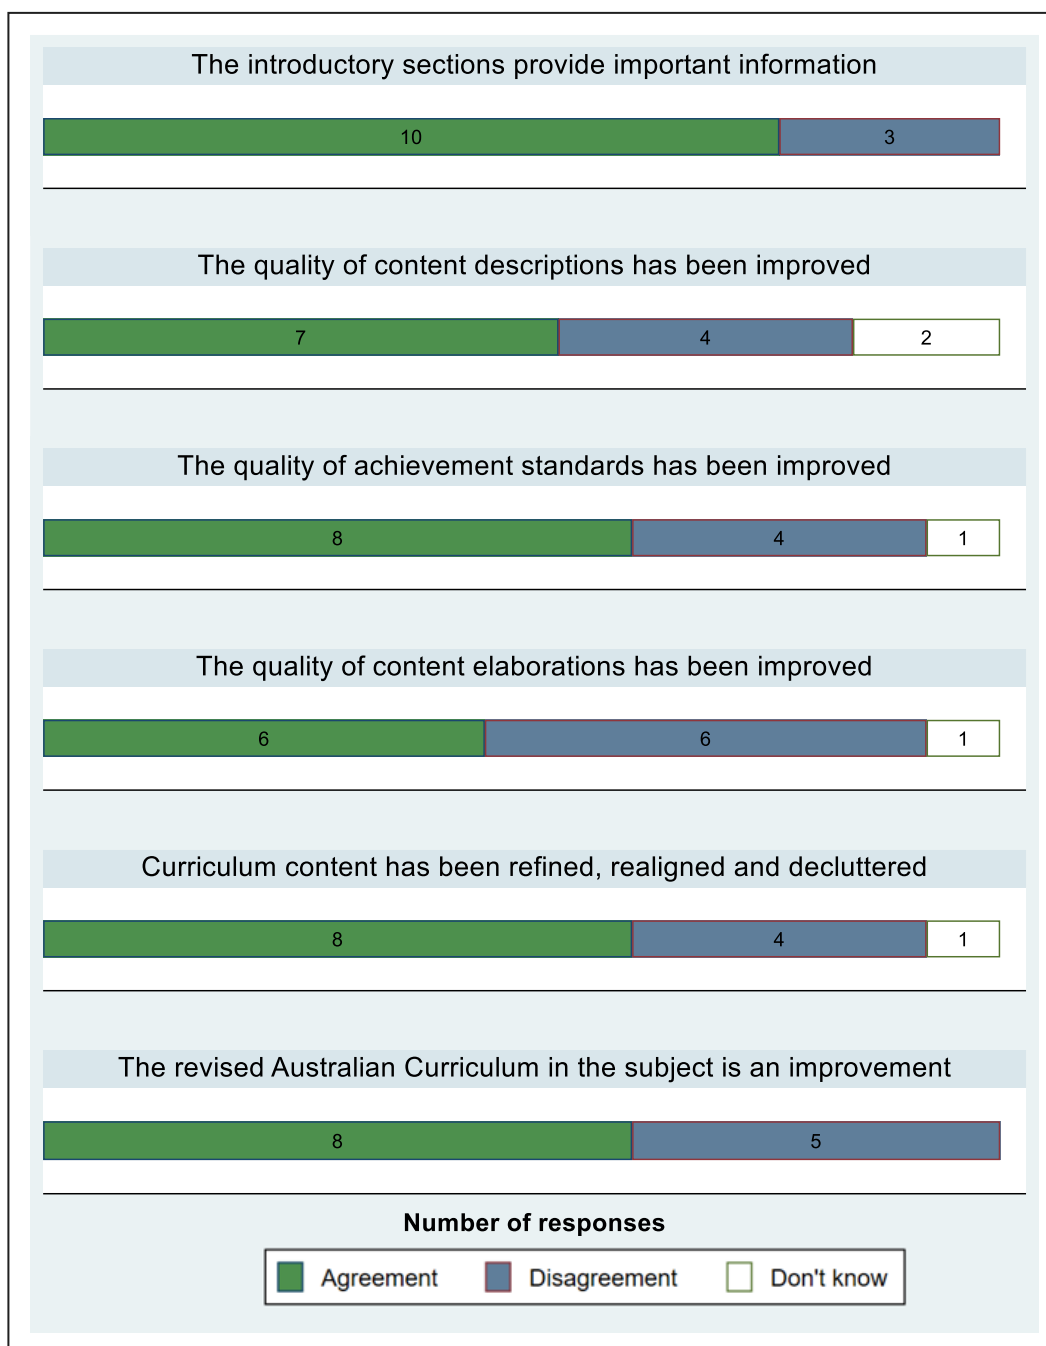 The introductory sections provide important information
10 3
The quality of content descriptions has been improved
7 4 2
The quality of achievement standards has been improved
8 4 1
The quality of content elaborations has been improved
6 6 1
Curriculum content has been refined, realigned and decluttered
8 4 1
The revised Australian Curriculum in the subject is an improvement
8 5
Number of responses
Agreement Disagreement Don't know